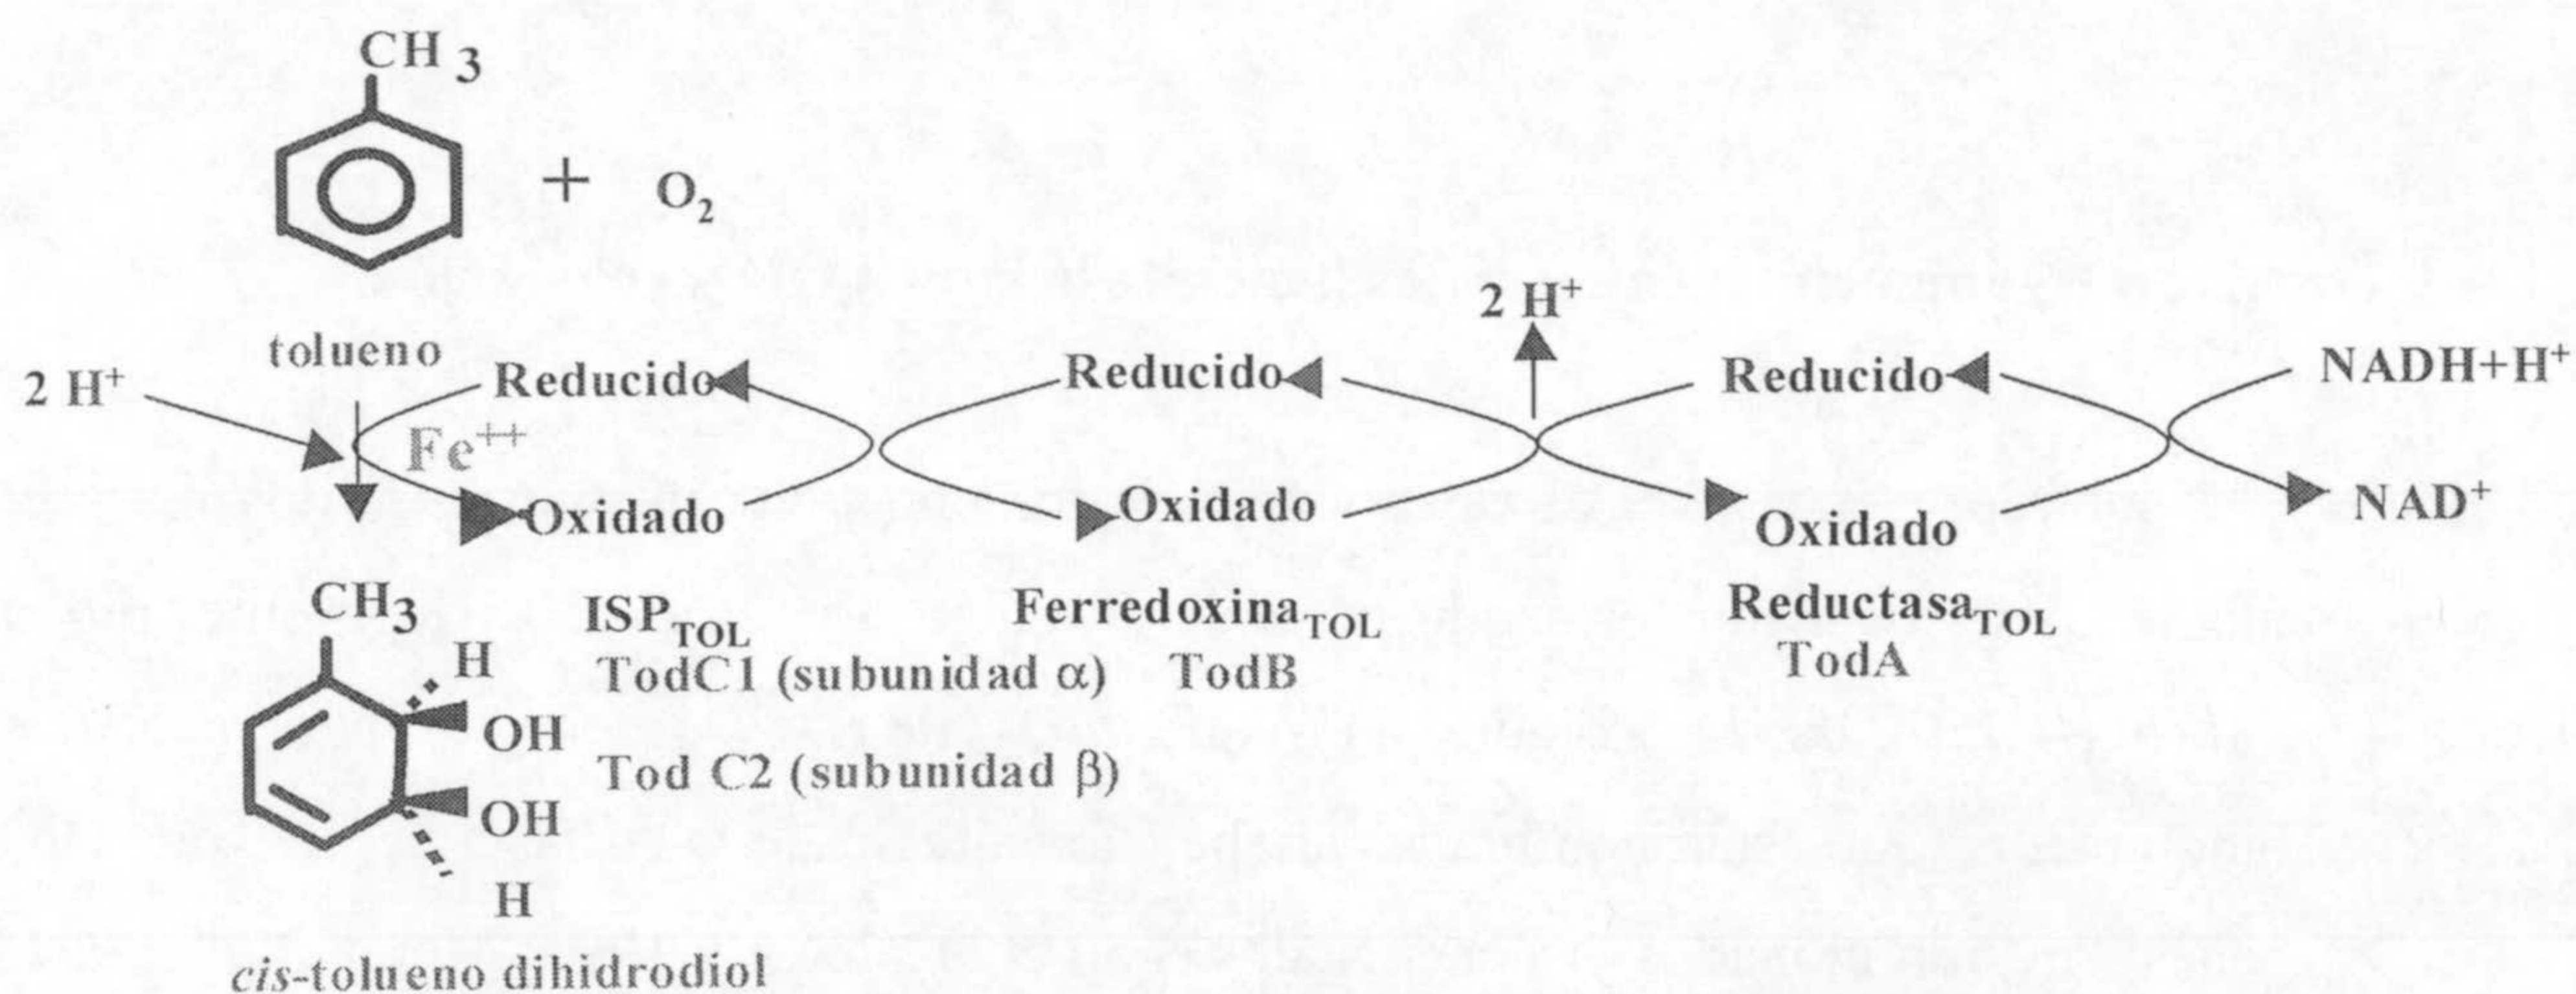 CH3
+ O2
2 H+
tolueno
2 H+
Reducido
Reducido
Reducido
NADH+H+
Fe++
Oxidado
Oxidado
Oxidado
NAD+
CH3
H
OH
OH
H
ISPTOL
TodC1 (subunidad α)
Tod C2 (subunidad β)
FerredoxinaTOL
TodB
ReductasaTOL
TodA
cis-tolueno dihidrodiol